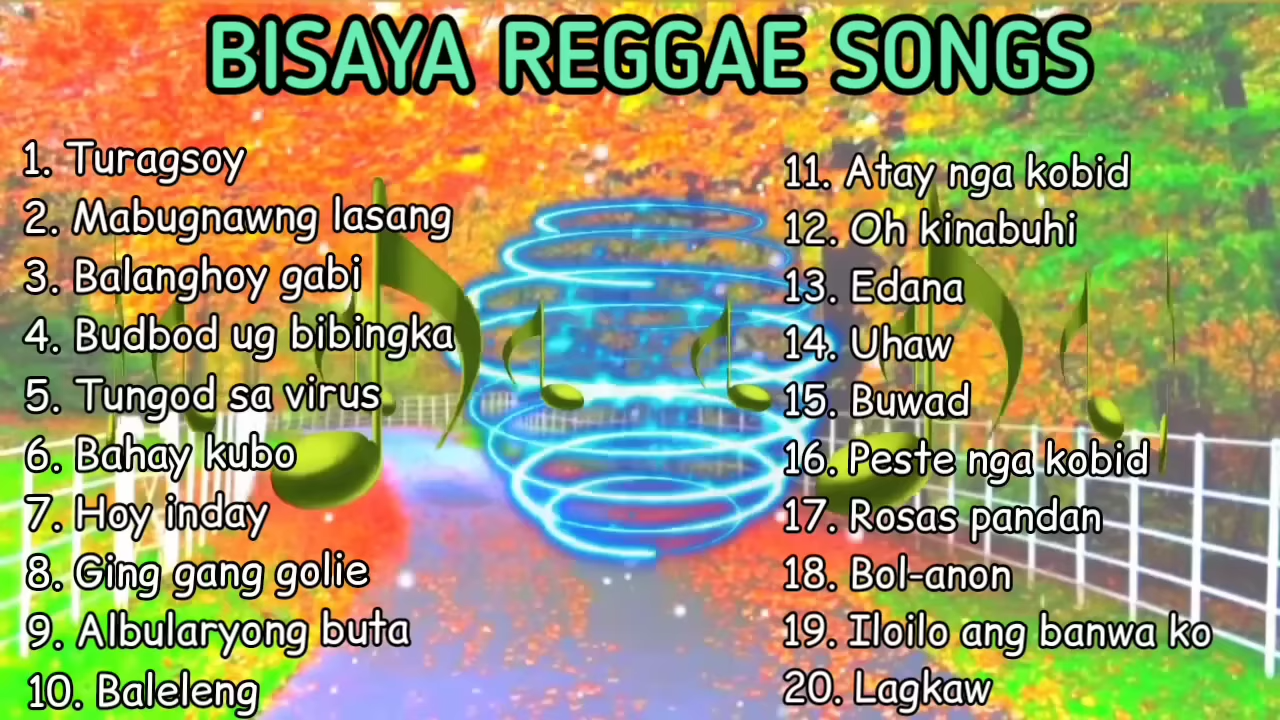 BISAYA REGGAE SONGS
1. Turagsoy
2. Mabugnawng lasang
3. Balanghoy gabi
4. Budbod ug bibingka
5. Tungod sa virus
6. Bahay kubo
7. Hoy inday
8. Ging gang golie
9. Albularyong buta
10. Baleleng
11. Atay nga kobid
12. Oh kinabuhi
13. Edana
14. Uhaw
15. Buwad
16. Peste nga kobid
17. Rosas pandan
18. Bol-anon
19. Iloilo ang banwa ko
20. Lagkaw